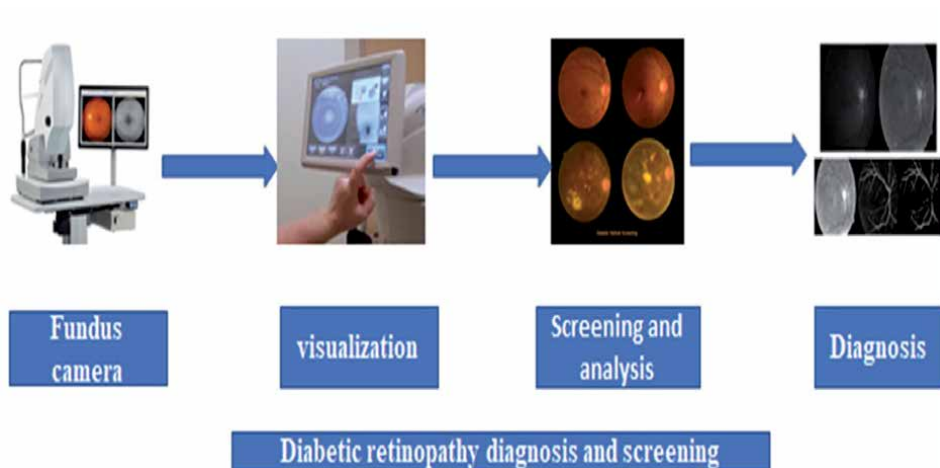 Fundus
camera
visualization
Screening and
analysis
Diagnosis
Diabetic retinopathy diagnosis and screening